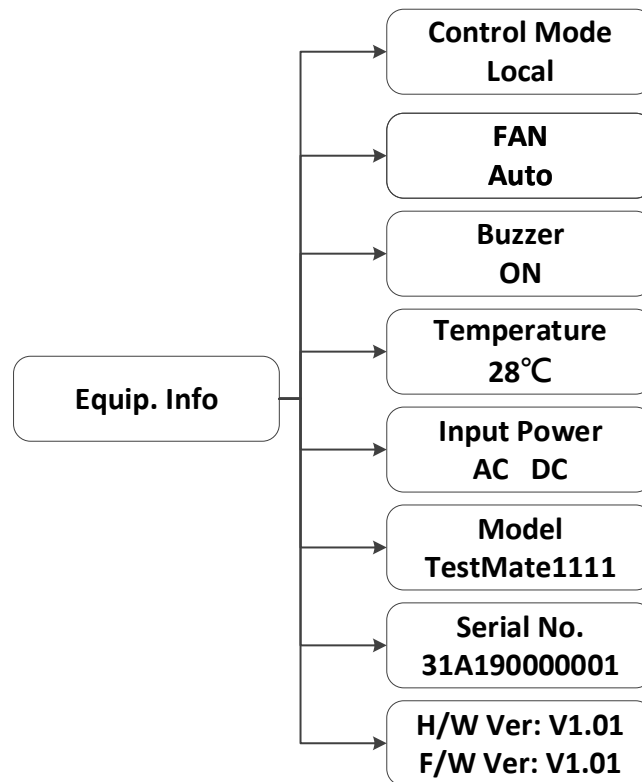 Control Mode
Local
FAN
Auto
Buzzer
ON
Temperature
28℃
Equip. Info
Input Power
AC DC
Model
TestMate1111
Serial No.
31A190000001
H/W Ver: V1.01
F/W Ver: V1.01